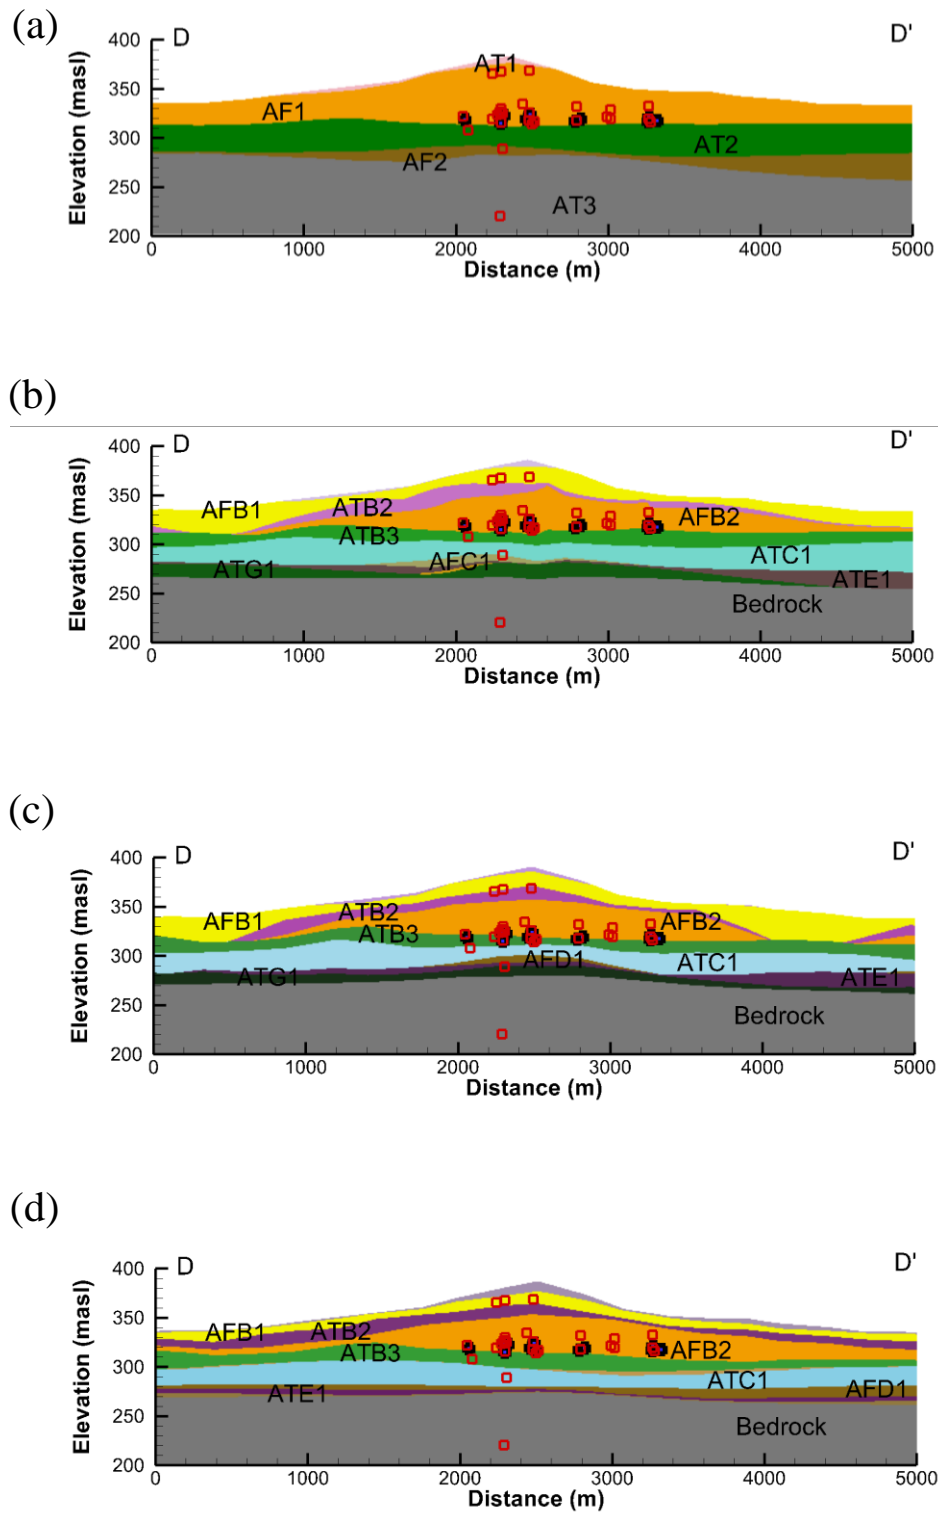 (a)
D
D'
400
350
300
250
200
Elevation (masl)
AT1
AF1
AT2
AF2
AT3
0 1000 2000 3000 4000 5000
Distance (m)
(b)
D
D'
400
350
300
250
200
Elevation (masl)
AFB1
ATB2
AFB2
ATB3
AFC1
ATC1
ATG1
ATE1
Bedrock
0 1000 2000 3000 4000 5000
Distance (m)
(c)
D
D'
400
350
300
250
200
Elevation (masl)
AFB1
ATB2
AFB2
ATB3
AFD1
ATC1
ATG1
ATE1
Bedrock
0 1000 2000 3000 4000 5000
Distance (m)
(d)
D
D'
400
350
300
250
200
Elevation (masl)
AFB1
ATB2
ATB3
AFB2
ATC1
ATE1
AFD1
Bedrock
0 1000 2000 3000 4000 5000
Distance (m)